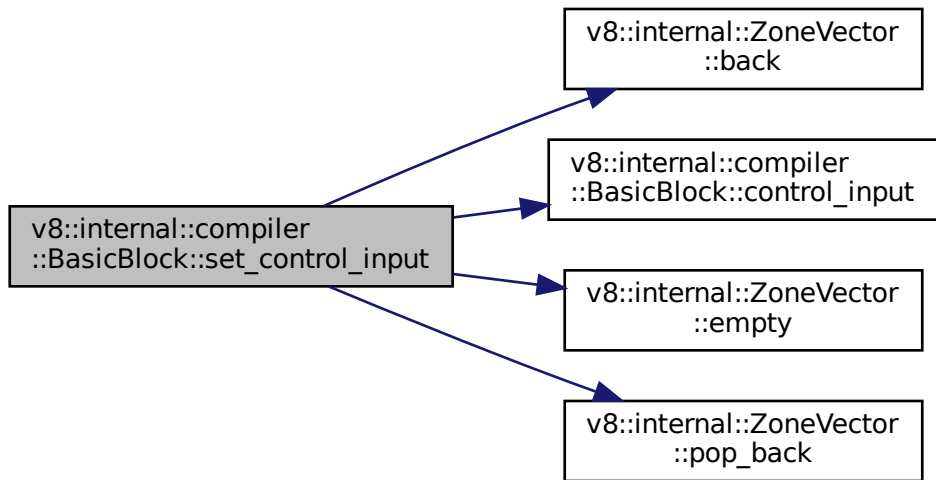 v8::internal::ZoneVector
::back
v8::internal::compiler
::BasicBlock::control_input
v8::internal::compiler
::BasicBlock::set_control_input
v8::internal::ZoneVector
::empty
v8::internal::ZoneVector
::pop_back